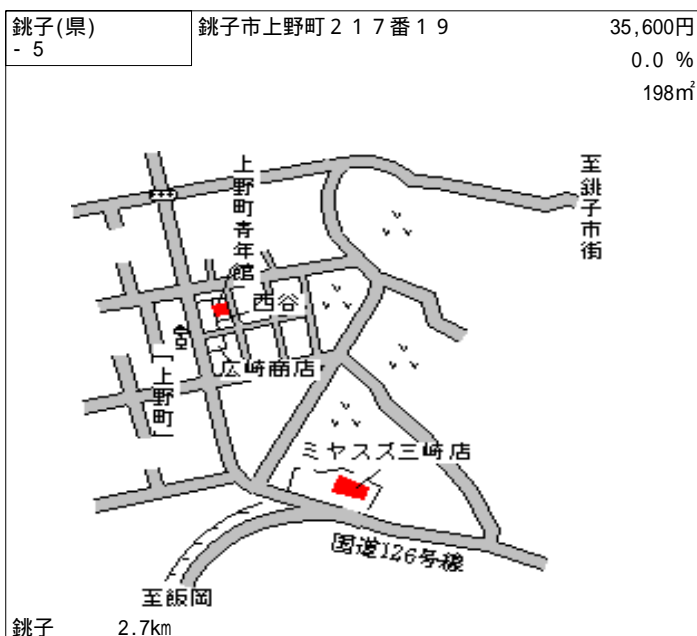 銚子(県)
- 5
銚子市上野町217番19
35,600円
0.0 %
198㎡
上野町青年館
至銚子市街
西谷
広崎商店
「上野町」
ミヤスズ三崎店
国道126号線
至飯岡
銚子 2.7km